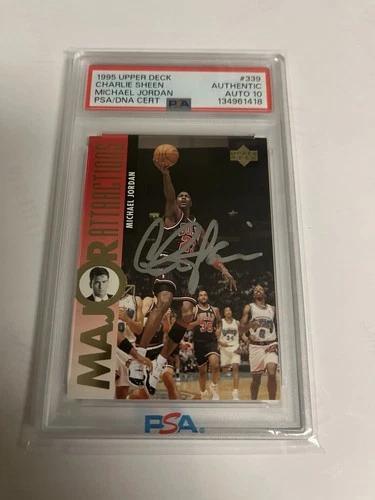 1995 UPPER DECK #339
CHARLIE SHEEN AUTHENTIC
MICHAEL JORDAN AUTO 10
PSA/DNA CERT PSA 134961418
MAJOR
ATTRACTIONS
MICHAEL JORDAN
PSA